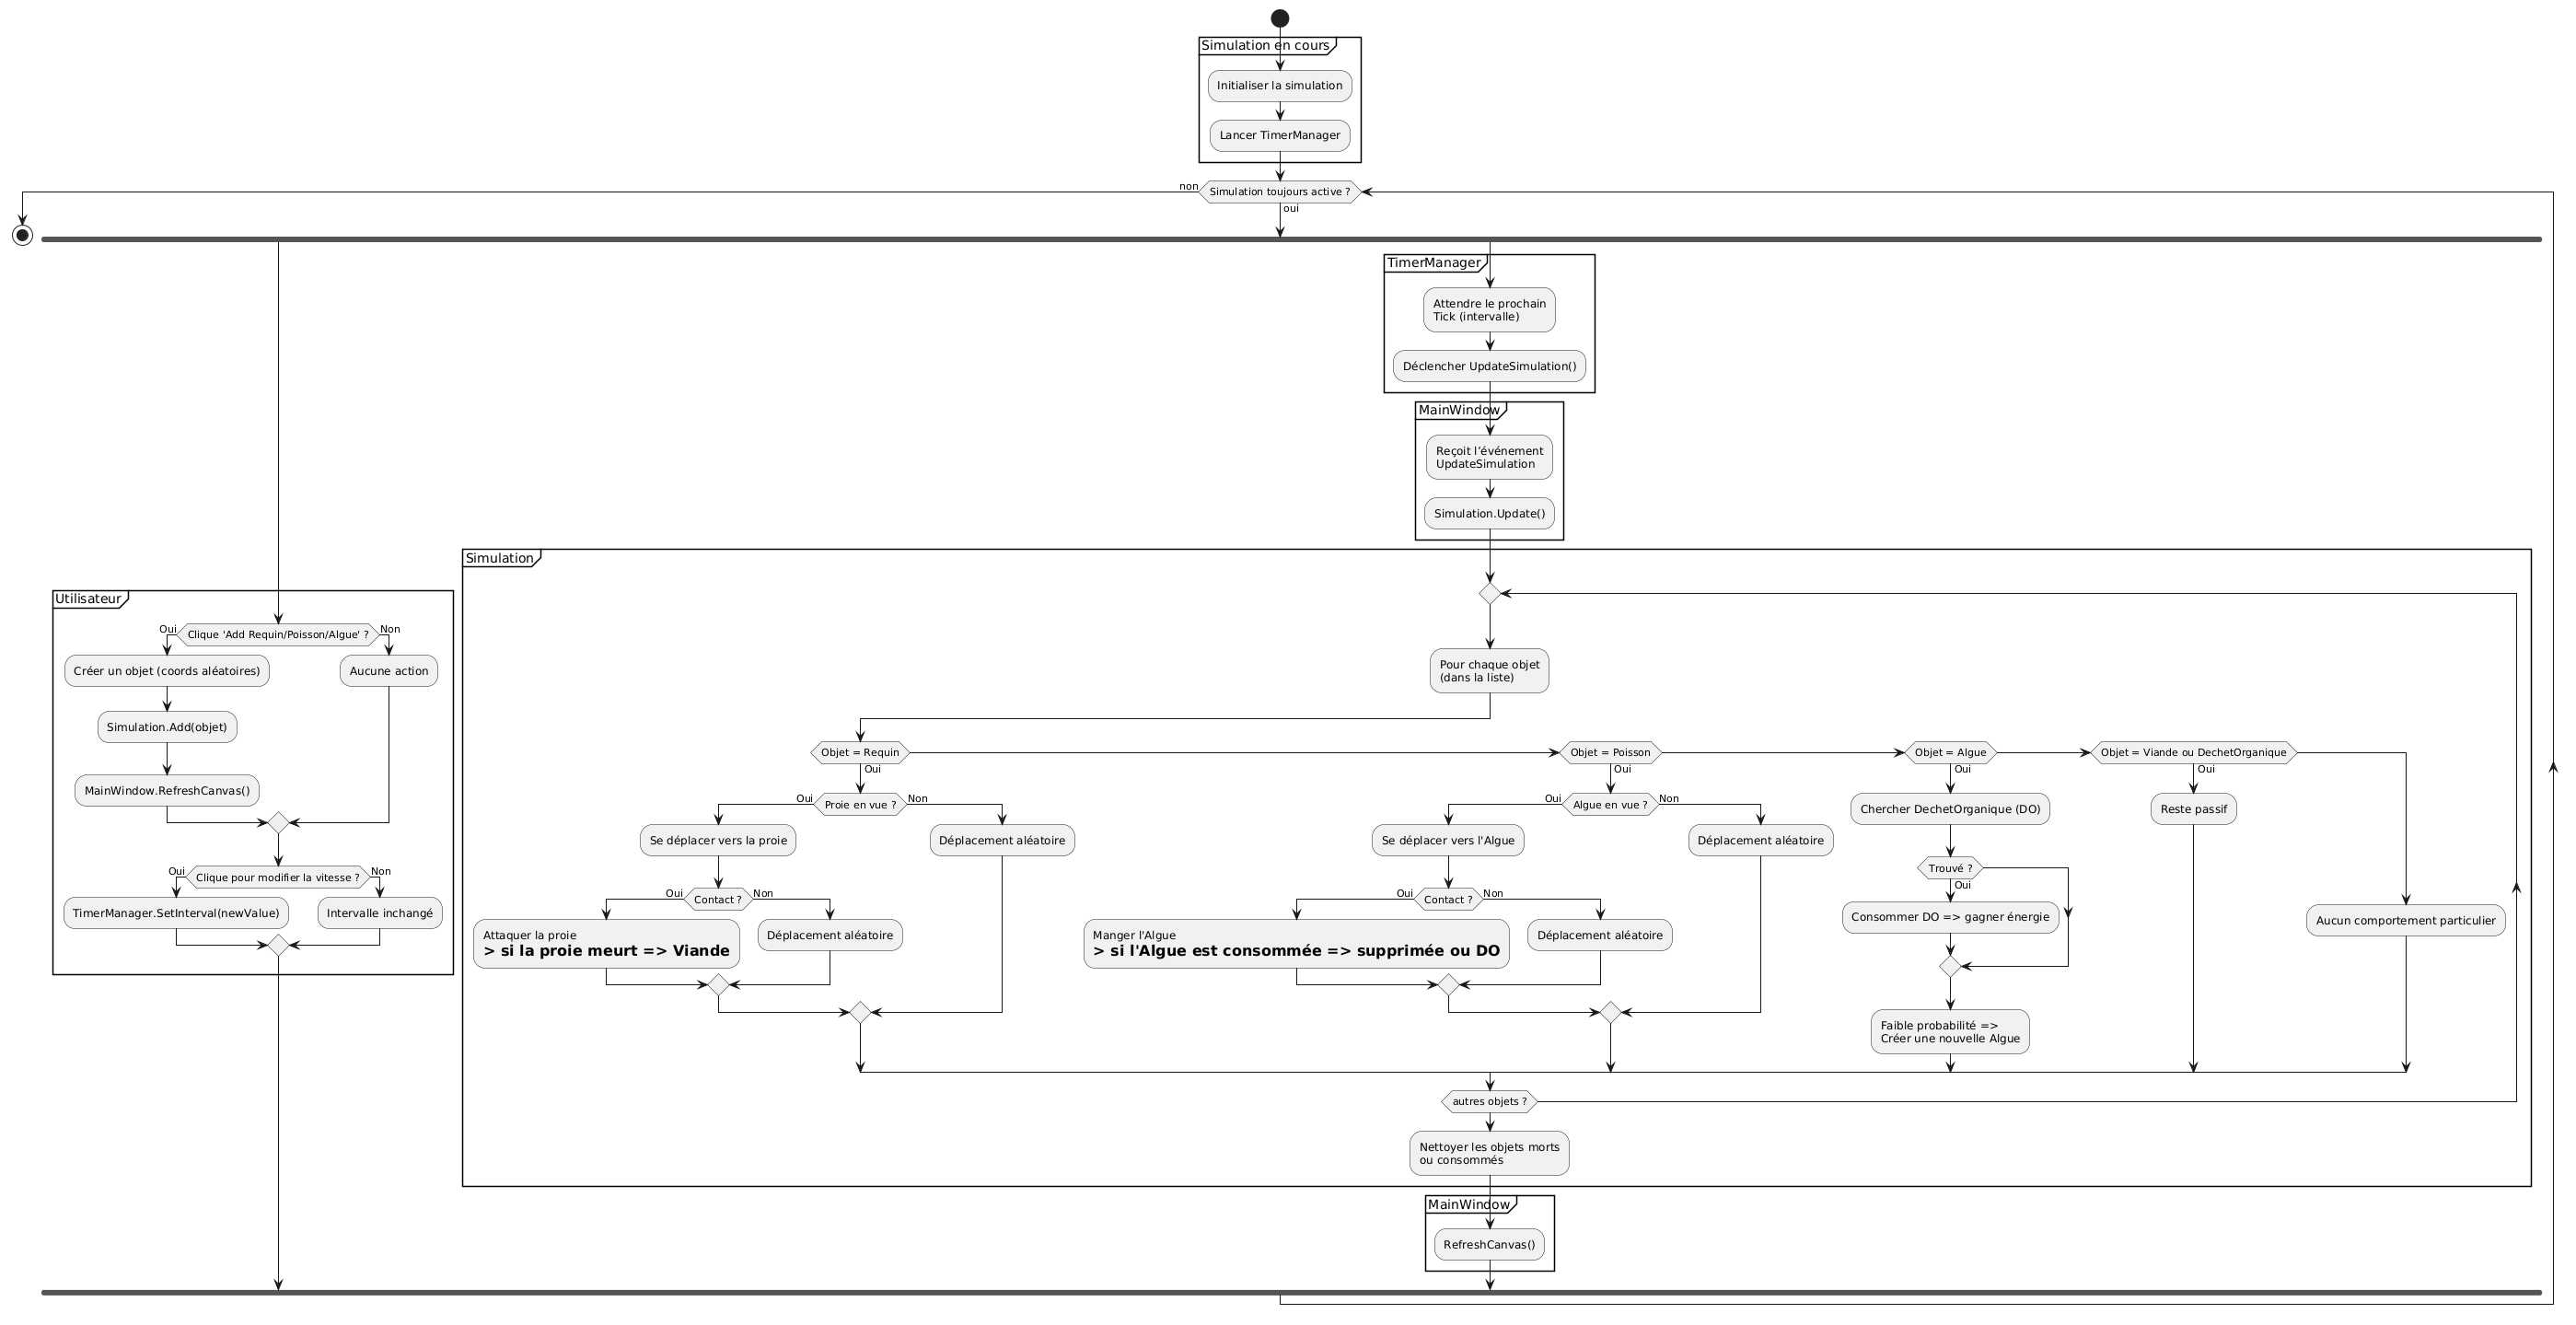 Simulation en cours
Initialiser la simulation
Lancer TimerManager
non
Simulation toujours active ?
oui
TimerManager
Attendre le prochain
Tick (intervalle)
Déclencher UpdateSimulation()
MainWindow
Reçoit l’événement
UpdateSimulation
Simulation.Update()
Utilisateur
Oui
Clique 'Add Requin/Poisson/Algue' ?
Non
Créer un objet (coords aléatoires)
Aucune action
Simulation.Add(objet)
MainWindow.RefreshCanvas()
Oui
Clique pour modifier la vitesse ?
Non
TimerManager.SetInterval(newValue)
Intervalle inchangé
Simulation
Pour chaque objet
(dans la liste)
Objet = Requin
Oui
Oui
Proie en vue ?
Non
Se déplacer vers la proie
Déplacement aléatoire
Oui
Contact ?
Non
Attaquer la proie
> si la proie meurt => Viande
Déplacement aléatoire
Objet = Poisson
Oui
Oui
Algue en vue ?
Non
Se déplacer vers l'Algue
Déplacement aléatoire
Oui
Contact ?
Non
Manger l'Algue
> si l'Algue est consommée => supprimée ou DO
Déplacement aléatoire
Objet = Algue
Oui
Chercher DechetOrganique (DO)
Trouvé ?
Oui
Consommer DO => gagner énergie
Faible probabilité =>
Créer une nouvelle Algue
Objet = Viande ou DechetOrganique
Oui
Reste passif
Aucun comportement particulier
autres objets ?
Nettoyer les objets morts
ou consommés
MainWindow
RefreshCanvas()